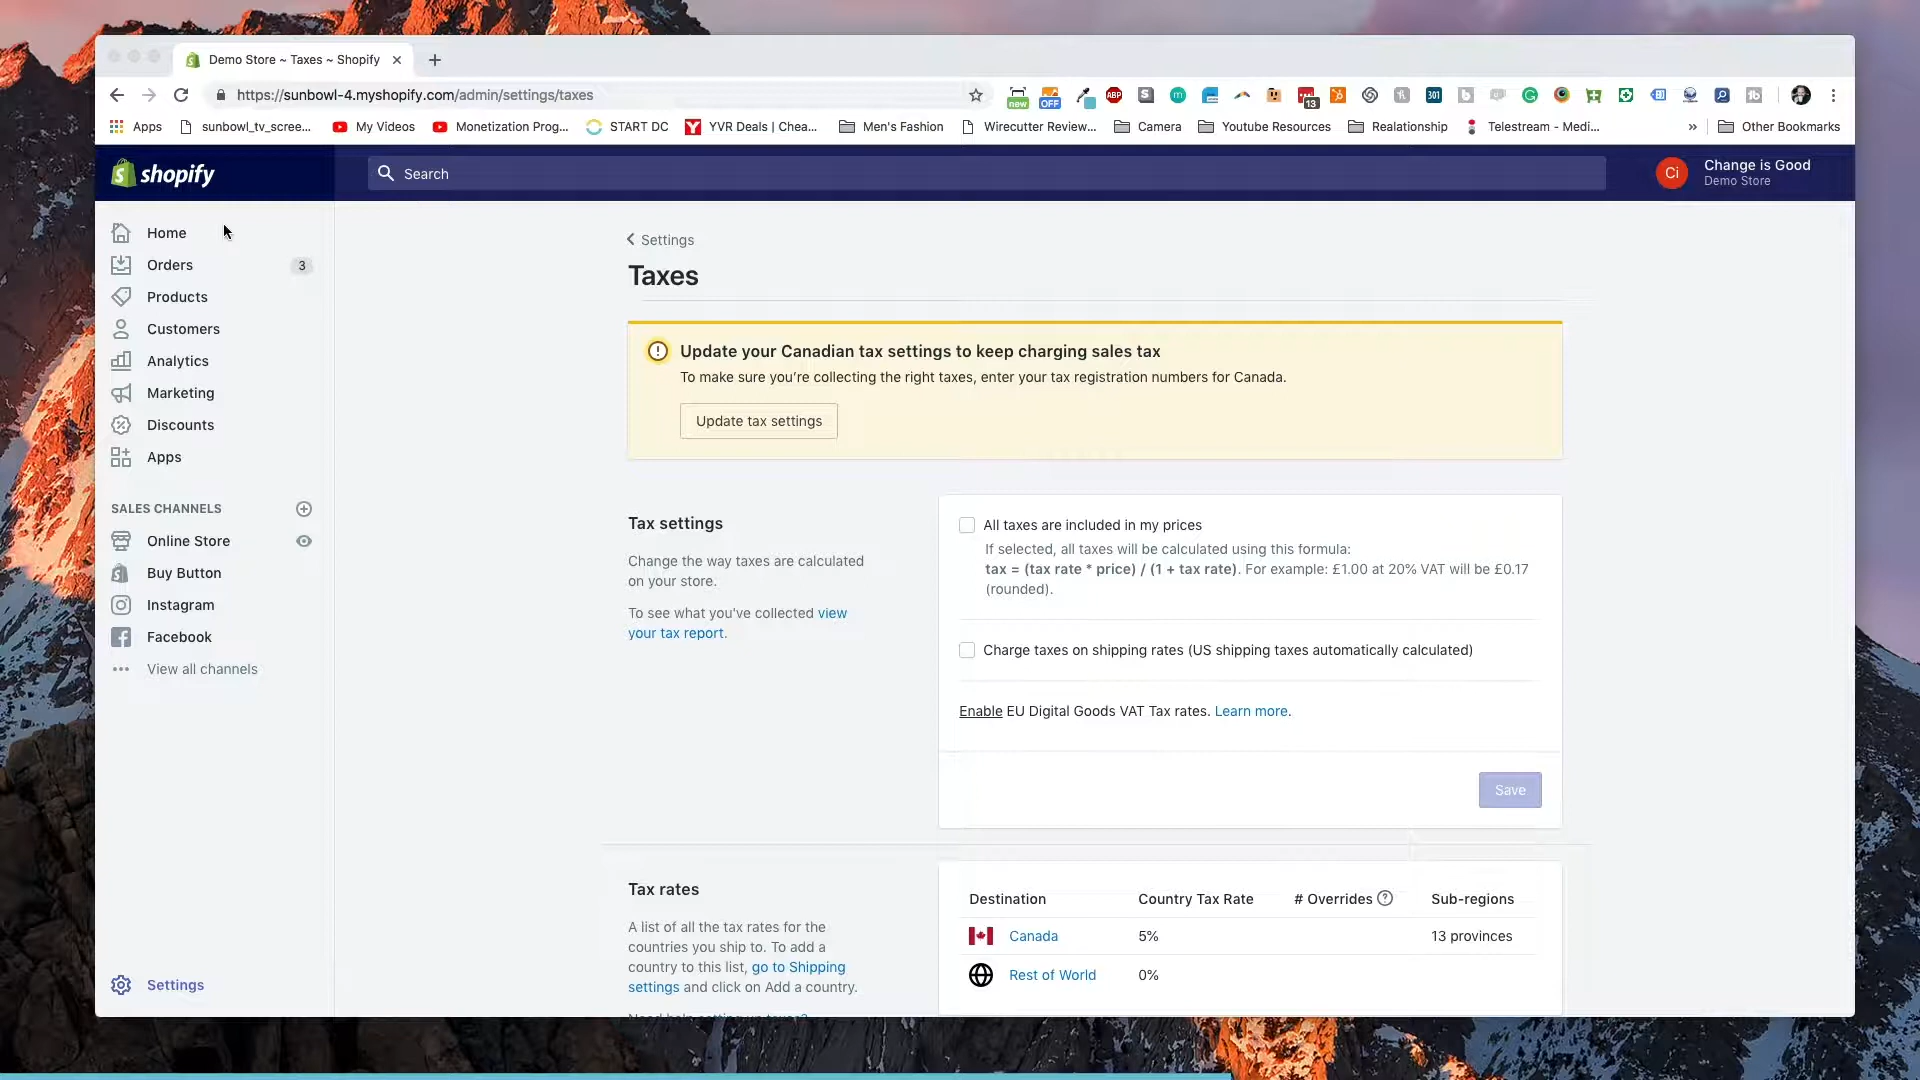 Demo Store ~ Taxes ~ Shopify
https://sunbowl-4.myshopify.com/admin/settings/taxes
new
OFF
ABP
13
301
Apps
sunbowl_tv_scree...
My Videos
Monetization Prog...
START DC
YVR Deals | Chea...
Men's Fashion
Wirecutter Review...
Camera
Youtube Resources
Realationship
Telestream - Medi...
»
Other Bookmarks
shopify
Search
Ci
Change is Good
Demo Store
Home
Orders
3
Products
Customers
Analytics
Marketing
Discounts
Apps
SALES CHANNELS
Online Store
Buy Button
Instagram
Facebook
View all channels
Settings
Settings
Taxes
Update your Canadian tax settings to keep charging sales tax
To make sure you’re collecting the right taxes, enter your tax registration numbers for Canada.
Update tax settings
Tax settings
Change the way taxes are calculated
on your store.
To see what you've collected view
your tax report.
All taxes are included in my prices
If selected, all taxes will be calculated using this formula:
tax = (tax rate * price) / (1 + tax rate). For example: £1.00 at 20% VAT will be £0.17
(rounded).
Charge taxes on shipping rates (US shipping taxes automatically calculated)
Enable EU Digital Goods VAT Tax rates. Learn more.
Save
Tax rates
A list of all the tax rates for the
countries you ship to. To add a
country to this list, go to Shipping
settings and click on Add a country.
Destination Country Tax Rate # Overrides Sub-regions
Canada 5% 13 provinces
Rest of World 0%